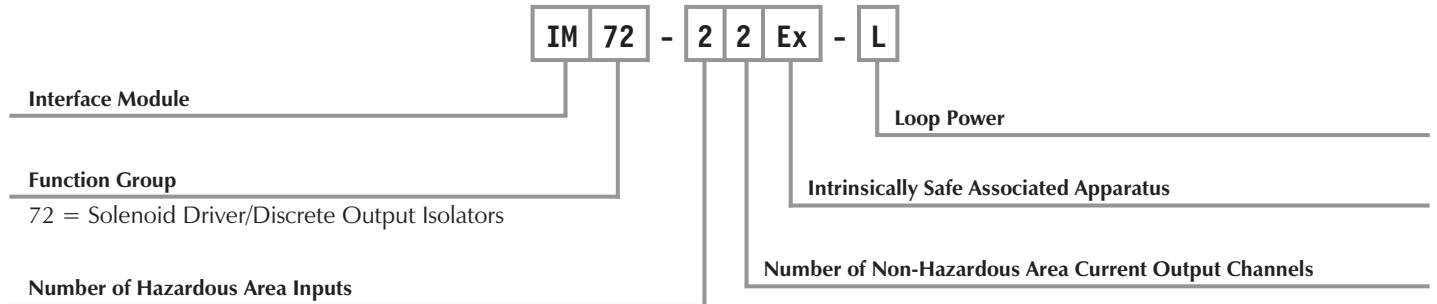 IM 72 - 2 2 Ex - L
Interface Module
Loop Power
Function Group
72 = Solenoid Driver/Discrete Output Isolators
Intrinsically Safe Associated Apparatus
Number of Hazardous Area Inputs
Number of Non-Hazardous Area Current Output Channels